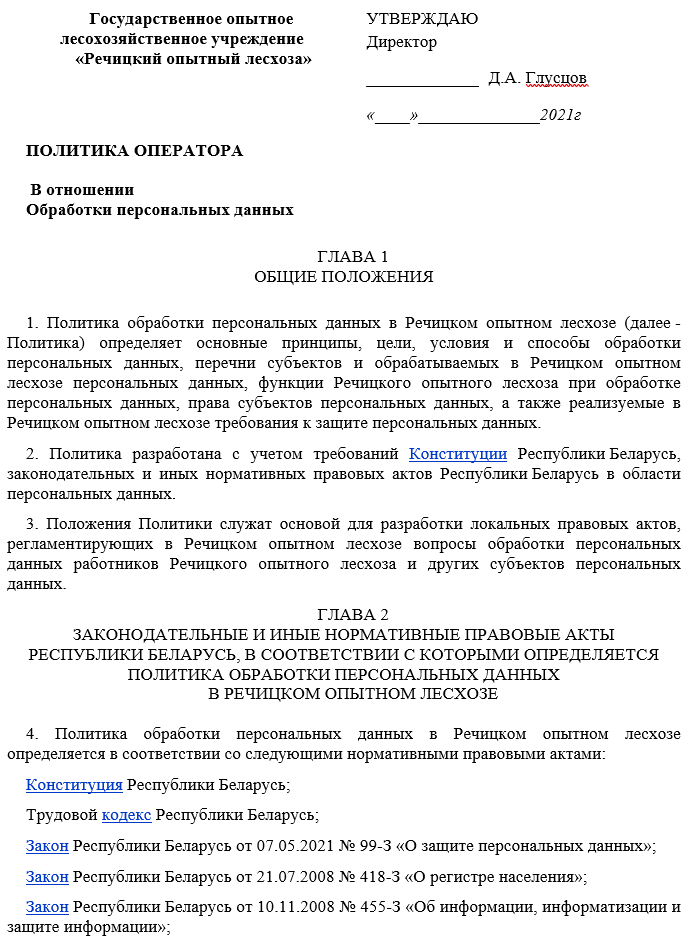 Государственное опытное
лесохозяйственное учреждение
«Речицкий опытный лесхоза»
УТВЕРЖДАЮ
Директор
______________ Д.А. Глусцов
«____»_______________2021г
ПОЛИТИКА ОПЕРАТОРА
В отношении
Обработки персональных данных
ГЛАВА 1
ОБЩИЕ ПОЛОЖЕНИЯ
1. Политика обработки персональных данных в Речицком опытном лесхозе (далее -
Политика) определяет основные принципы, цели, условия и способы обработки
персональных данных, перечни субъектов и обрабатываемых в Речицком опытном
лесхозе персональных данных, функции Речицкого опытного лесхоза при обработке
персональных данных, права субъектов персональных данных, а также реализуемые в
Речицком опытном лесхозе требования к защите персональных данных.
2. Политика разработана с учетом требований Конституции Республики Беларусь,
законодательных и иных нормативных правовых актов Республики Беларусь в области
персональных данных.
3. Положения Политики служат основой для разработки локальных правовых актов,
регламентирующих в Речицком опытном лесхозе вопросы обработки персональных
данных работников Речицкого опытного лесхоза и других субъектов персональных
данных.
ГЛАВА 2
ЗАКОНОДАТЕЛЬНЫЕ И ИНЫЕ НОРМАТИВНЫЕ ПРАВОВЫЕ АКТЫ
РЕСПУБЛИКИ БЕЛАРУСЬ, В СООТВЕТСТВИИ С КОТОРЫМИ ОПРЕДЕЛЯЕТСЯ
ПОЛИТИКА ОБРАБОТКИ ПЕРСОНАЛЬНЫХ ДАННЫХ
В РЕЧИЦКОМ ОПЫТНОМ ЛЕСХОЗЕ
4. Политика обработки персональных данных в Речицком опытном лесхозе
определяется в соответствии со следующими нормативными правовыми актами:
Конституция Республики Беларусь;
Трудовой кодекс Республики Беларусь;
Закон Республики Беларусь от 07.05.2021 № 99-З «О защите персональных данных»;
Закон Республики Беларусь от 21.07.2008 № 418-З «О регистре населения»;
Закон Республики Беларусь от 10.11.2008 № 455-З «Об информации, информатизации и
защите информации»;